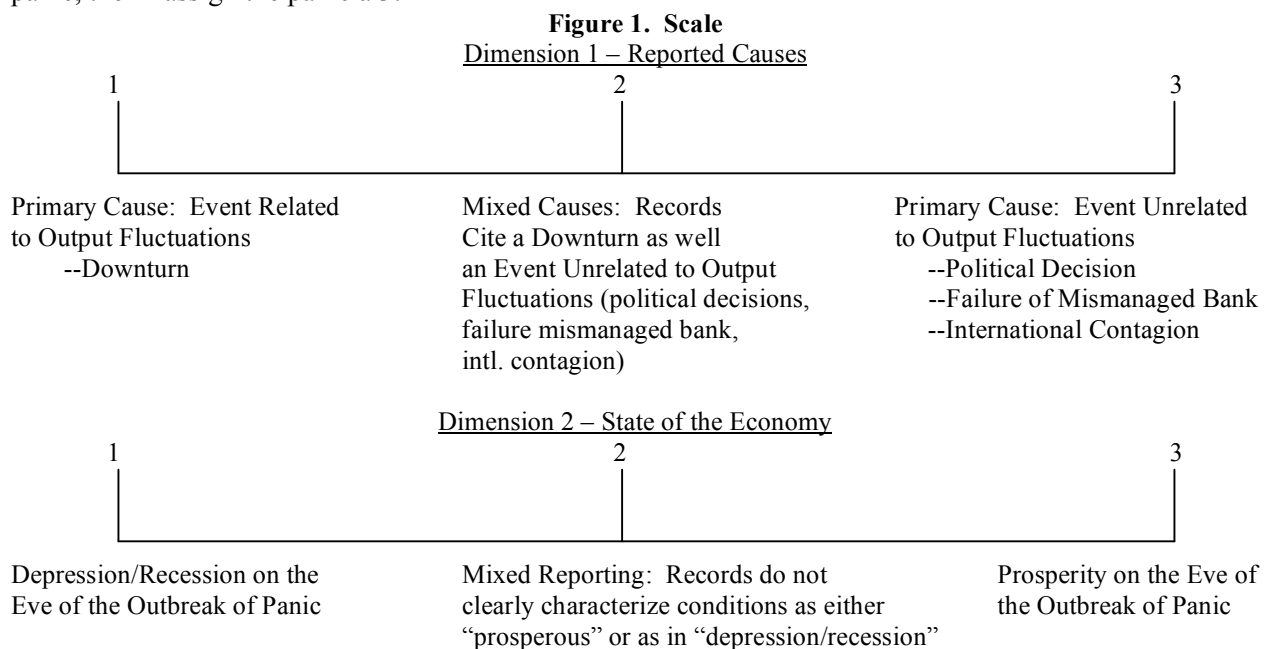 panic, then I assign the panic a 3.
Figure 1. Scale
Dimension 1 – Reported Causes
1
2
3
Primary Cause: Event Related
to Output Fluctuations
--Downturn
Mixed Causes: Records
Cite a Downturn as well
an Event Unrelated to Output
Fluctuations (political decisions,
failure mismanaged bank,
intl. contagion)
Primary Cause: Event Unrelated
to Output Fluctuations
--Political Decision
--Failure of Mismanaged Bank
--International Contagion
Dimension 2 – State of the Economy
1
2
3
Depression/Recession on the
Eve of the Outbreak of Panic
Mixed Reporting: Records do not
clearly characterize conditions as either
“prosperous” or as in “depression/recession”
Prosperity on the Eve of
the Outbreak of Panic